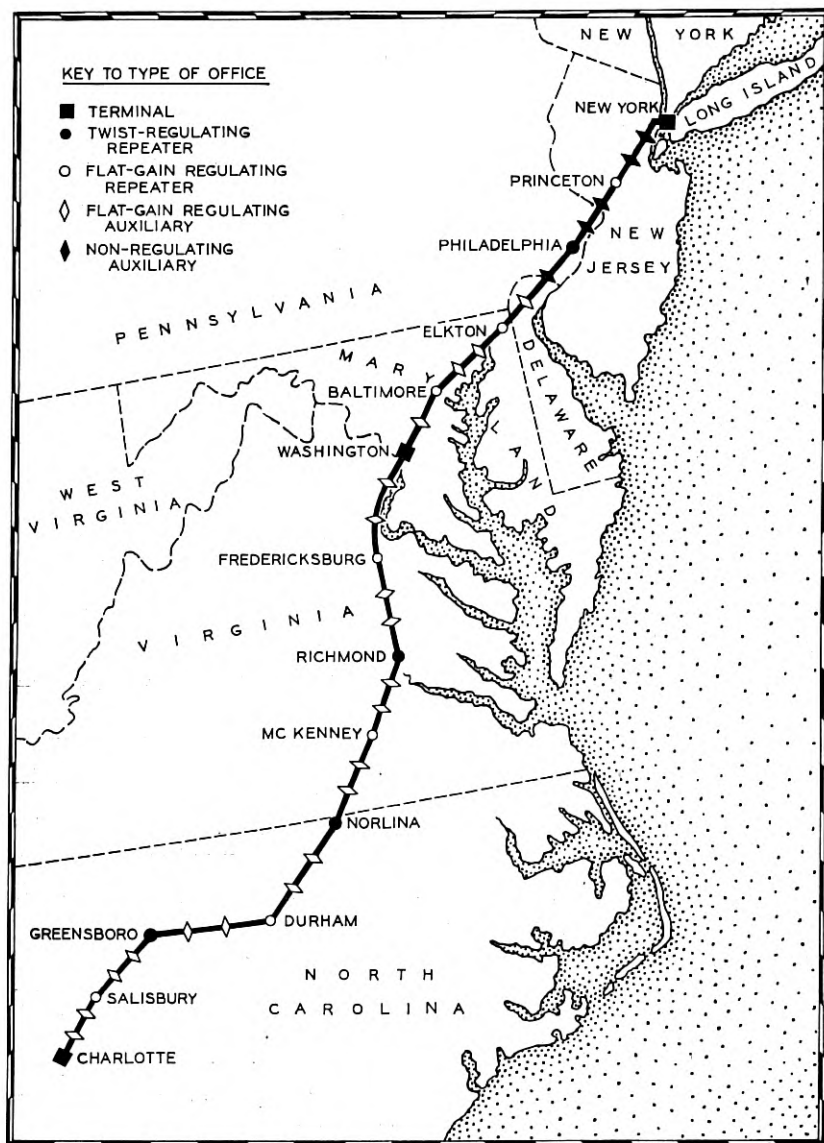 NEW YORK
KEY TO TYPE OF OFFICE
TERMINAL
TWIST-REGULATING
REPEATER
FLAT-GAIN REGULATING
REPEATER
FLAT-GAIN REGULATING
AUXILIARY
NON-REGULATING
AUXILIARY
NEW YORK
LONG ISLAND
PRINCETON
PHILADELPHIA
NEW
JERSEY
PENNSYLVANIA
ELKTON
MARYLAND
BALTIMORE
DELAWARE
WASHINGTON
WEST
VIRGINIA
FREDERICKSBURG
VIRGINIA
RICHMOND
MC KENNEY
NORLINA
DURHAM
GREENSBORO
NORTH
CAROLINA
SALISBURY
CHARLOTTE